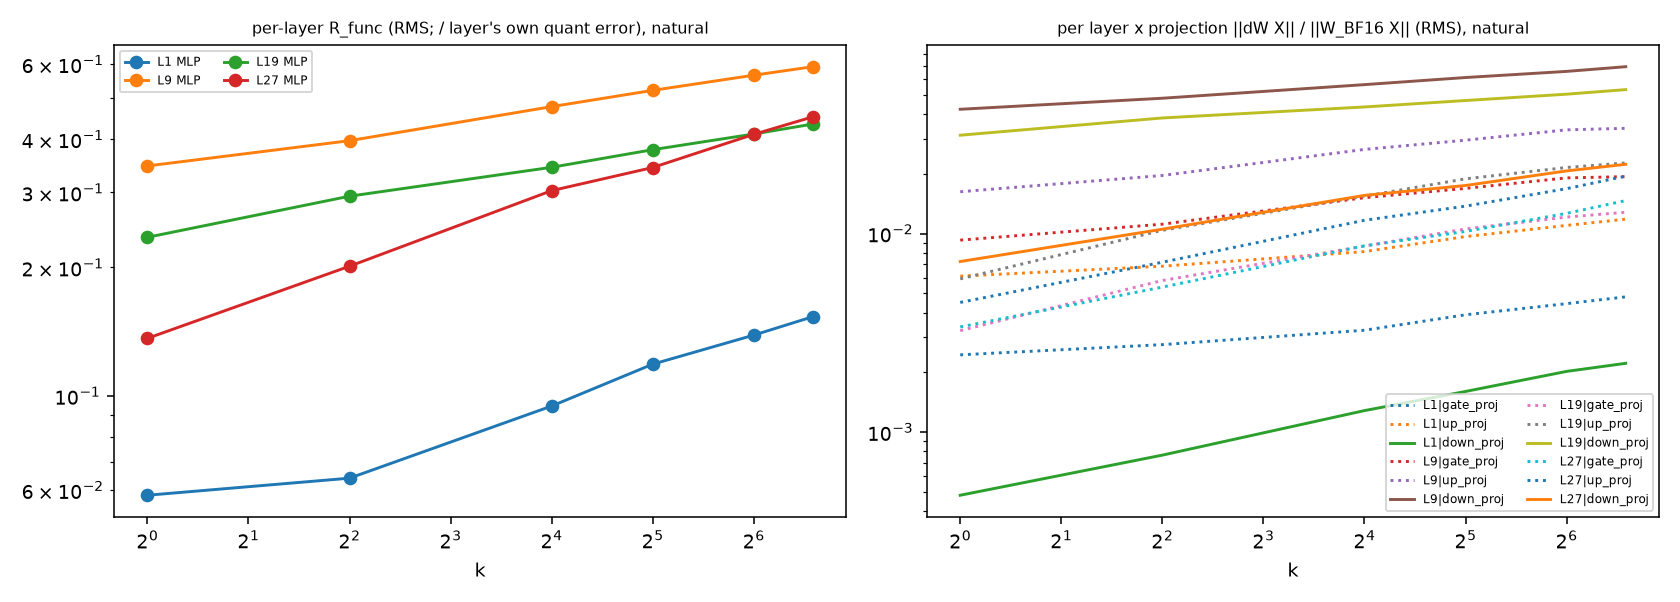 per-layer R_func (RMS; / layer's own quant error), natural
6 × 10⁻¹
4 × 10⁻¹
3 × 10⁻¹
2 × 10⁻¹
10⁻¹
6 × 10⁻²
L1 MLP
L9 MLP
L19 MLP
L27 MLP
2⁰ 2¹ 2² 2³ 2⁴ 2⁵ 2⁶
k
per layer x projection ||dW X|| / ||W_BF16 X|| (RMS), natural
10⁻²
10⁻³
L1|gate_proj
L1|up_proj
L1|down_proj
L9|gate_proj
L9|up_proj
L9|down_proj
L19|gate_proj
L19|up_proj
L19|down_proj
L27|gate_proj
L27|up_proj
L27|down_proj
2⁰ 2¹ 2² 2³ 2⁴ 2⁵ 2⁶
k